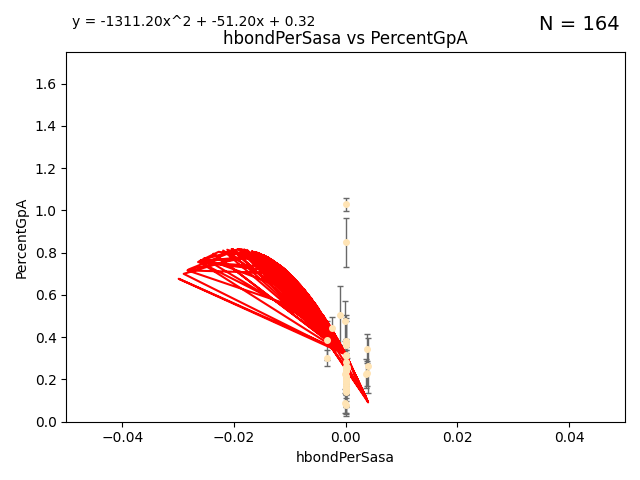 y = -1311.20x^2 + -51.20x + 0.32
N = 164
hbondPerSasa vs PercentGpA
1.6
1.4
1.2
1.0
0.8
0.6
0.4
0.2
0.0
PercentGpA
−0.04 −0.02 0.00 0.02 0.04
hbondPerSasa